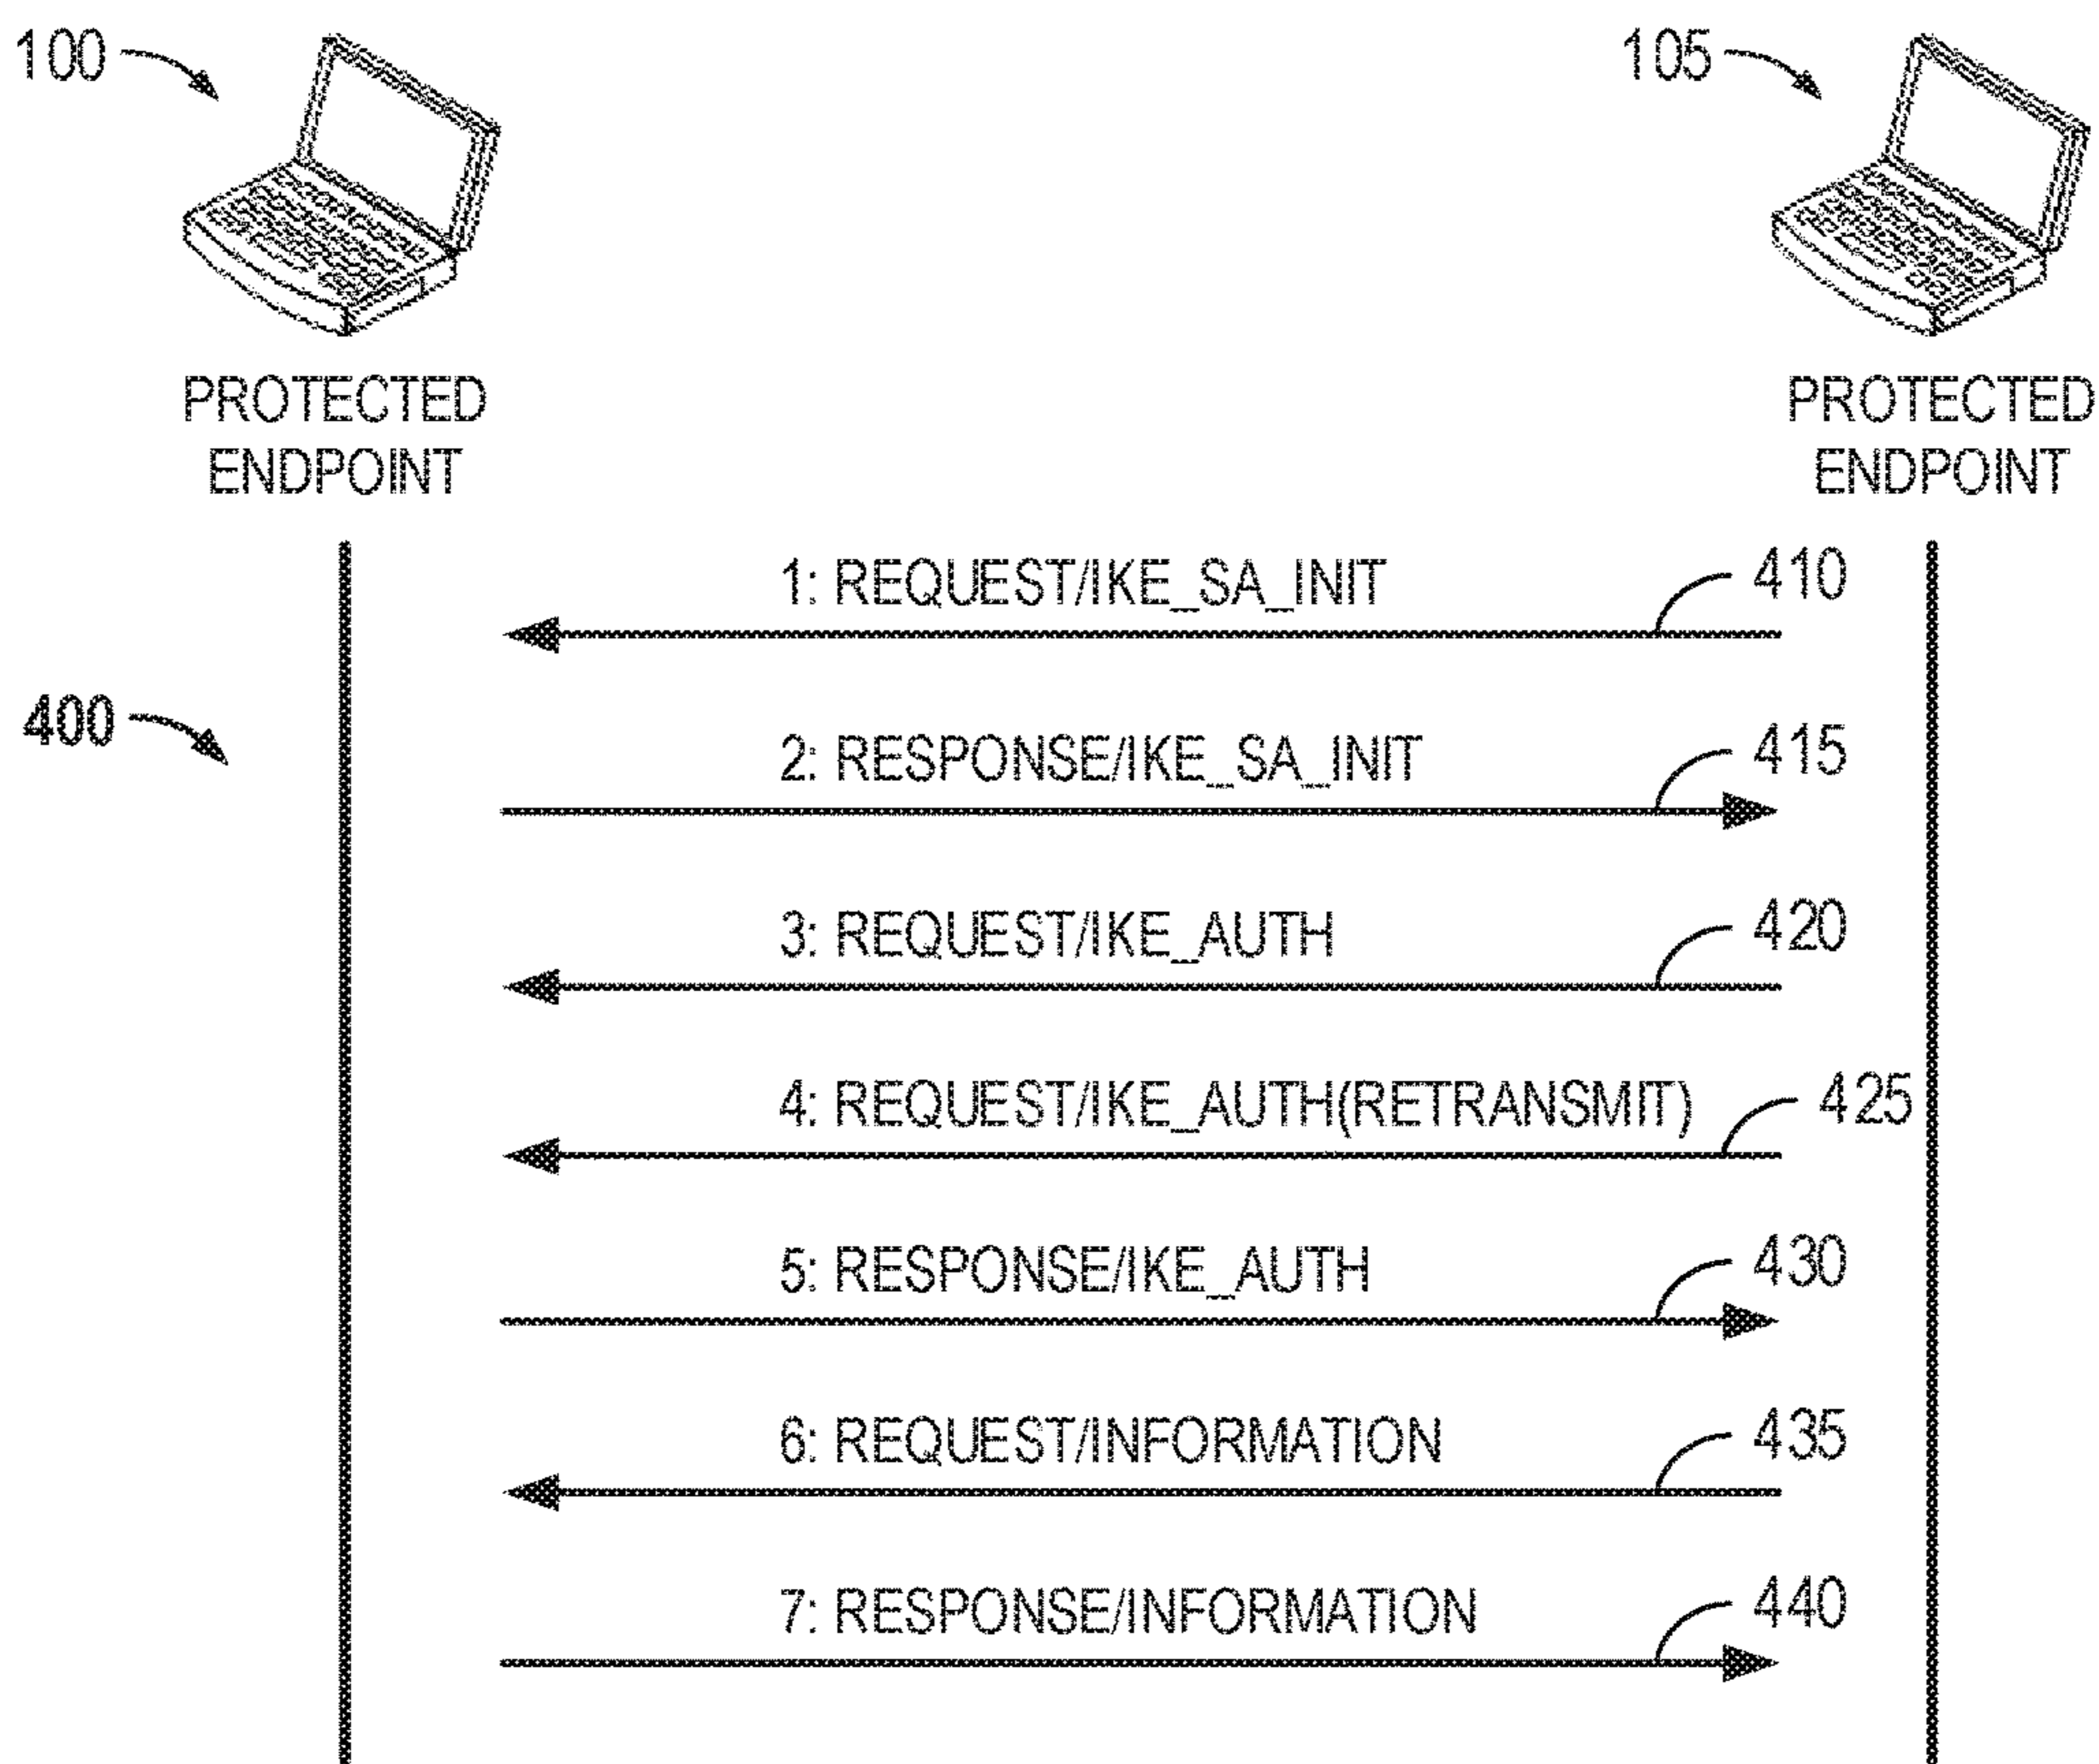 100
105
PROTECTED
ENDPOINT
PROTECTED
ENDPOINT
1: REQUEST/IKE_SA_INIT
410
400
2: RESPONSE/IKE_SA_INIT
415
3: REQUEST/IKE_AUTH
420
4: REQUEST/IKE_AUTH(RETRANSMIT)
425
5: RESPONSE/IKE_AUTH
430
6: REQUEST/INFORMATION
435
7: RESPONSE/INFORMATION
440